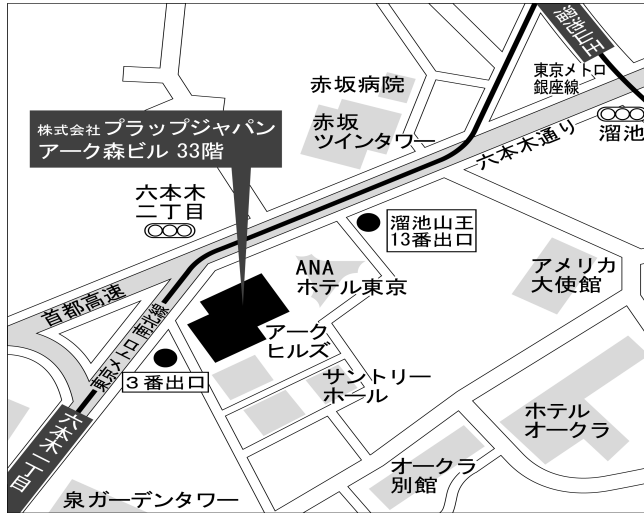 溜池山王
東京メトロ
銀座線
赤坂病院
赤坂
ツインタワー
溜池
六本木通り
株式会社 プラップジャパン
アーク森ビル 33階
六本木
二丁目
溜池山王
13番出口
ANA
ホテル東京
アメリカ
大使館
首都高速
東京メトロ 南北線
アーク
ヒルズ
3番出口
サントリー
ホール
ホテル
オークラ
六本木一丁目
オークラ
別館
泉ガーデンタワー